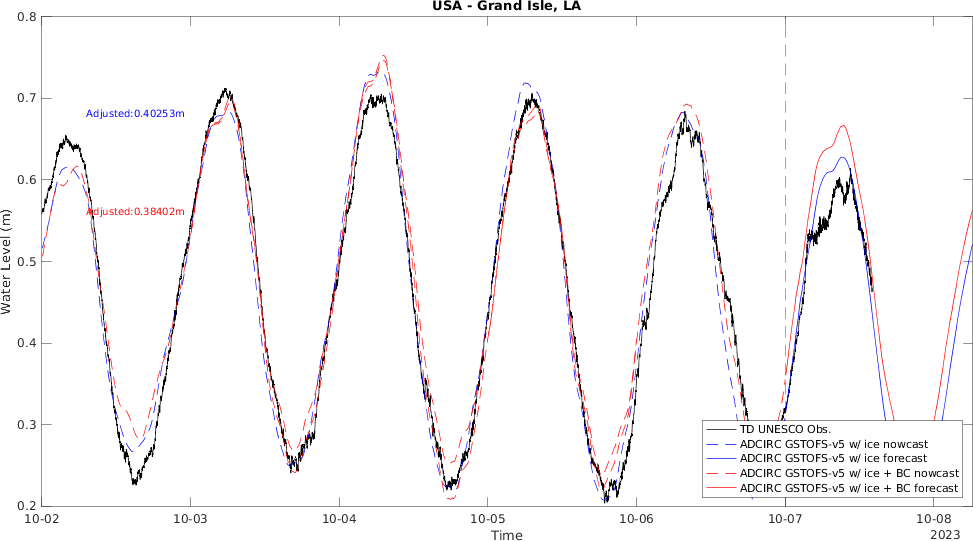 USA - Grand Isle, LA
0.8
0.7
0.6
0.5
0.4
0.3
0.2
Water Level (m)
Adjusted:0.40253m
Adjusted:0.38402m
TD UNESCO Obs.
ADCIRC GSTOFS-v5 w/ ice nowcast
ADCIRC GSTOFS-v5 w/ ice forecast
ADCIRC GSTOFS-v5 w/ ice + BC nowcast
ADCIRC GSTOFS-v5 w/ ice + BC forecast
10-02 10-03 10-04 10-05 10-06 10-07 10-08
Time 2023